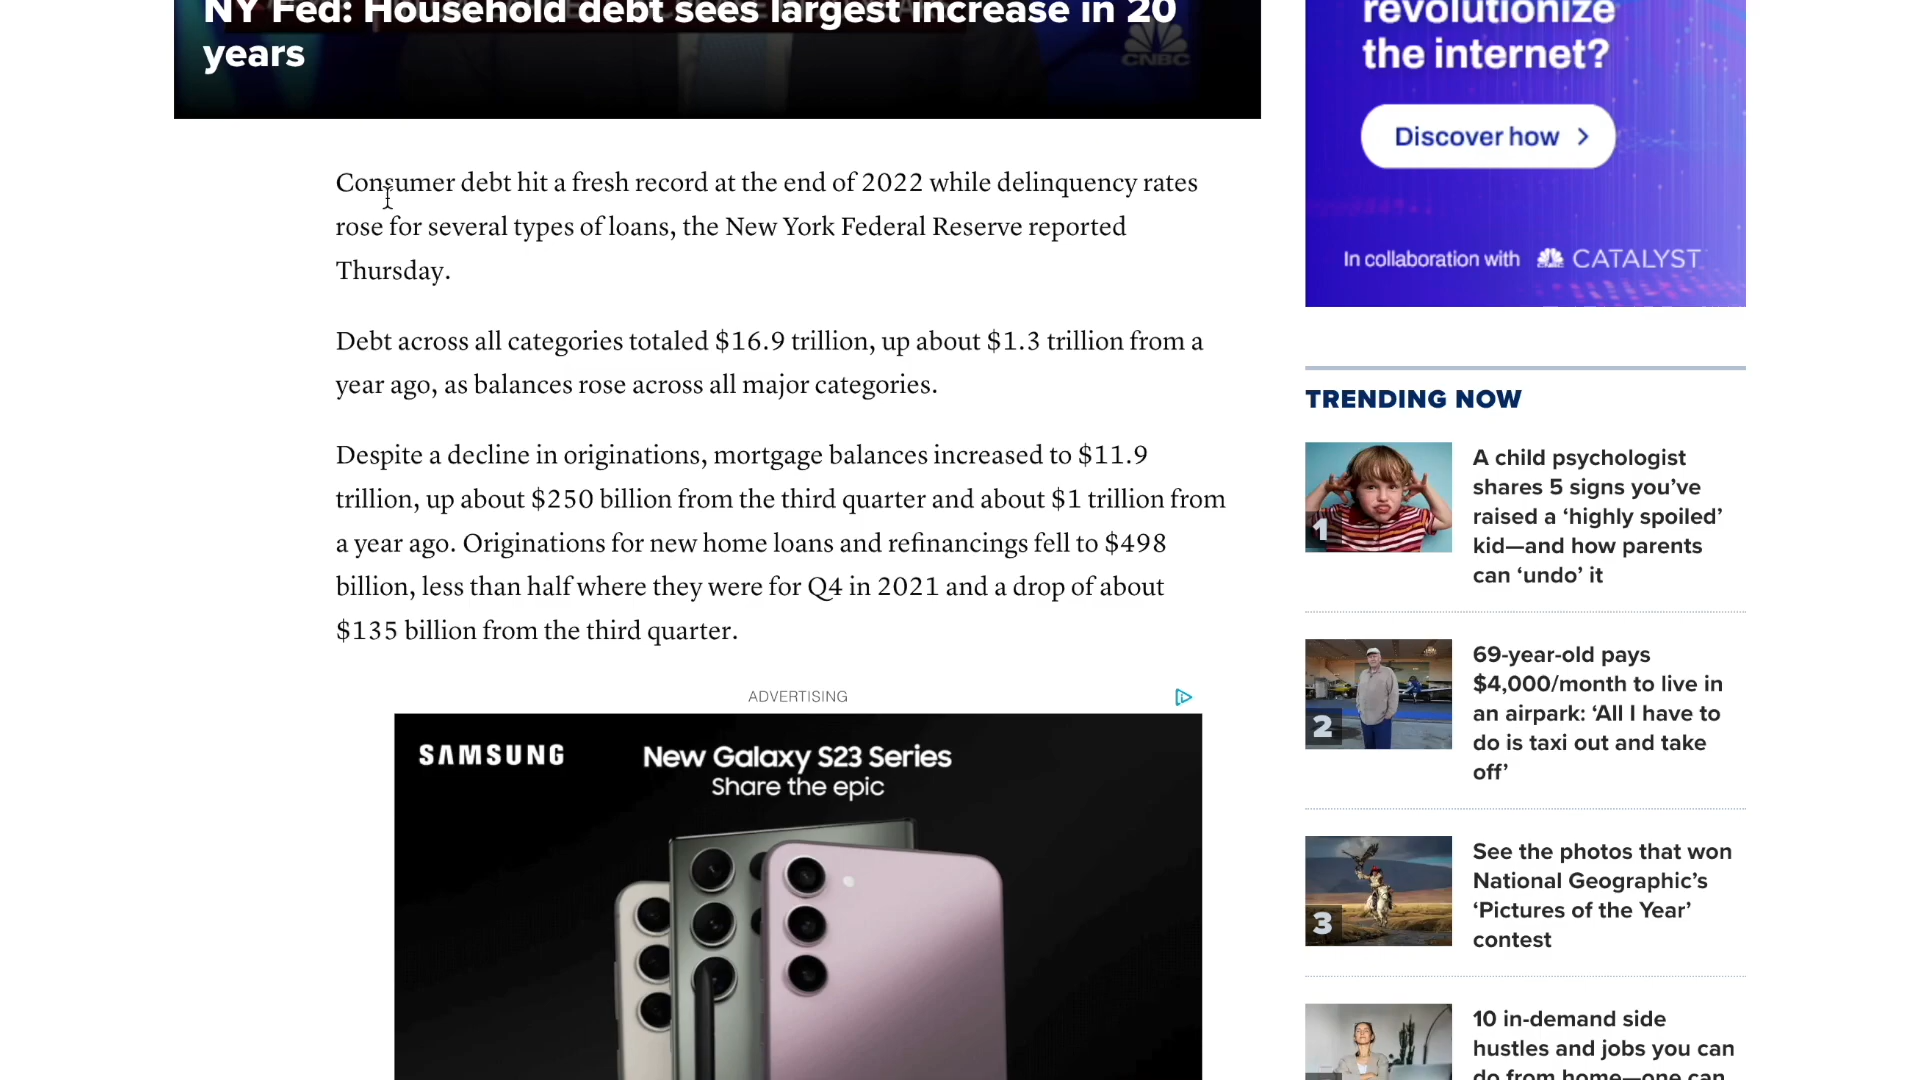 NY Fed: Household debt sees largest increase in 20
years
CNBC
Consumer debt hit a fresh record at the end of 2022 while delinquency rates
rose for several types of loans, the New York Federal Reserve reported
Thursday.
Debt across all categories totaled $16.9 trillion, up about $1.3 trillion from a
year ago, as balances rose across all major categories.
Despite a decline in originations, mortgage balances increased to $11.9
trillion, up about $250 billion from the third quarter and about $1 trillion from
a year ago. Originations for new home loans and refinancings fell to $498
billion, less than half where they were for Q4 in 2021 and a drop of about
$135 billion from the third quarter.
ADVERTISING
SAMSUNG
New Galaxy S23 Series
Share the epic
revolutionize
the internet?
Discover how
In collaboration with CATALYST
TRENDING NOW
1
A child psychologist
shares 5 signs you’ve
raised a ‘highly spoiled’
kid—and how parents
can ‘undo’ it
2
69-year-old pays
$4,000/month to live in
an airpark: ‘All I have to
do is taxi out and take
off’
3
See the photos that won
National Geographic’s
‘Pictures of the Year’
contest
10 in-demand side
hustles and jobs you can
do from home—one can